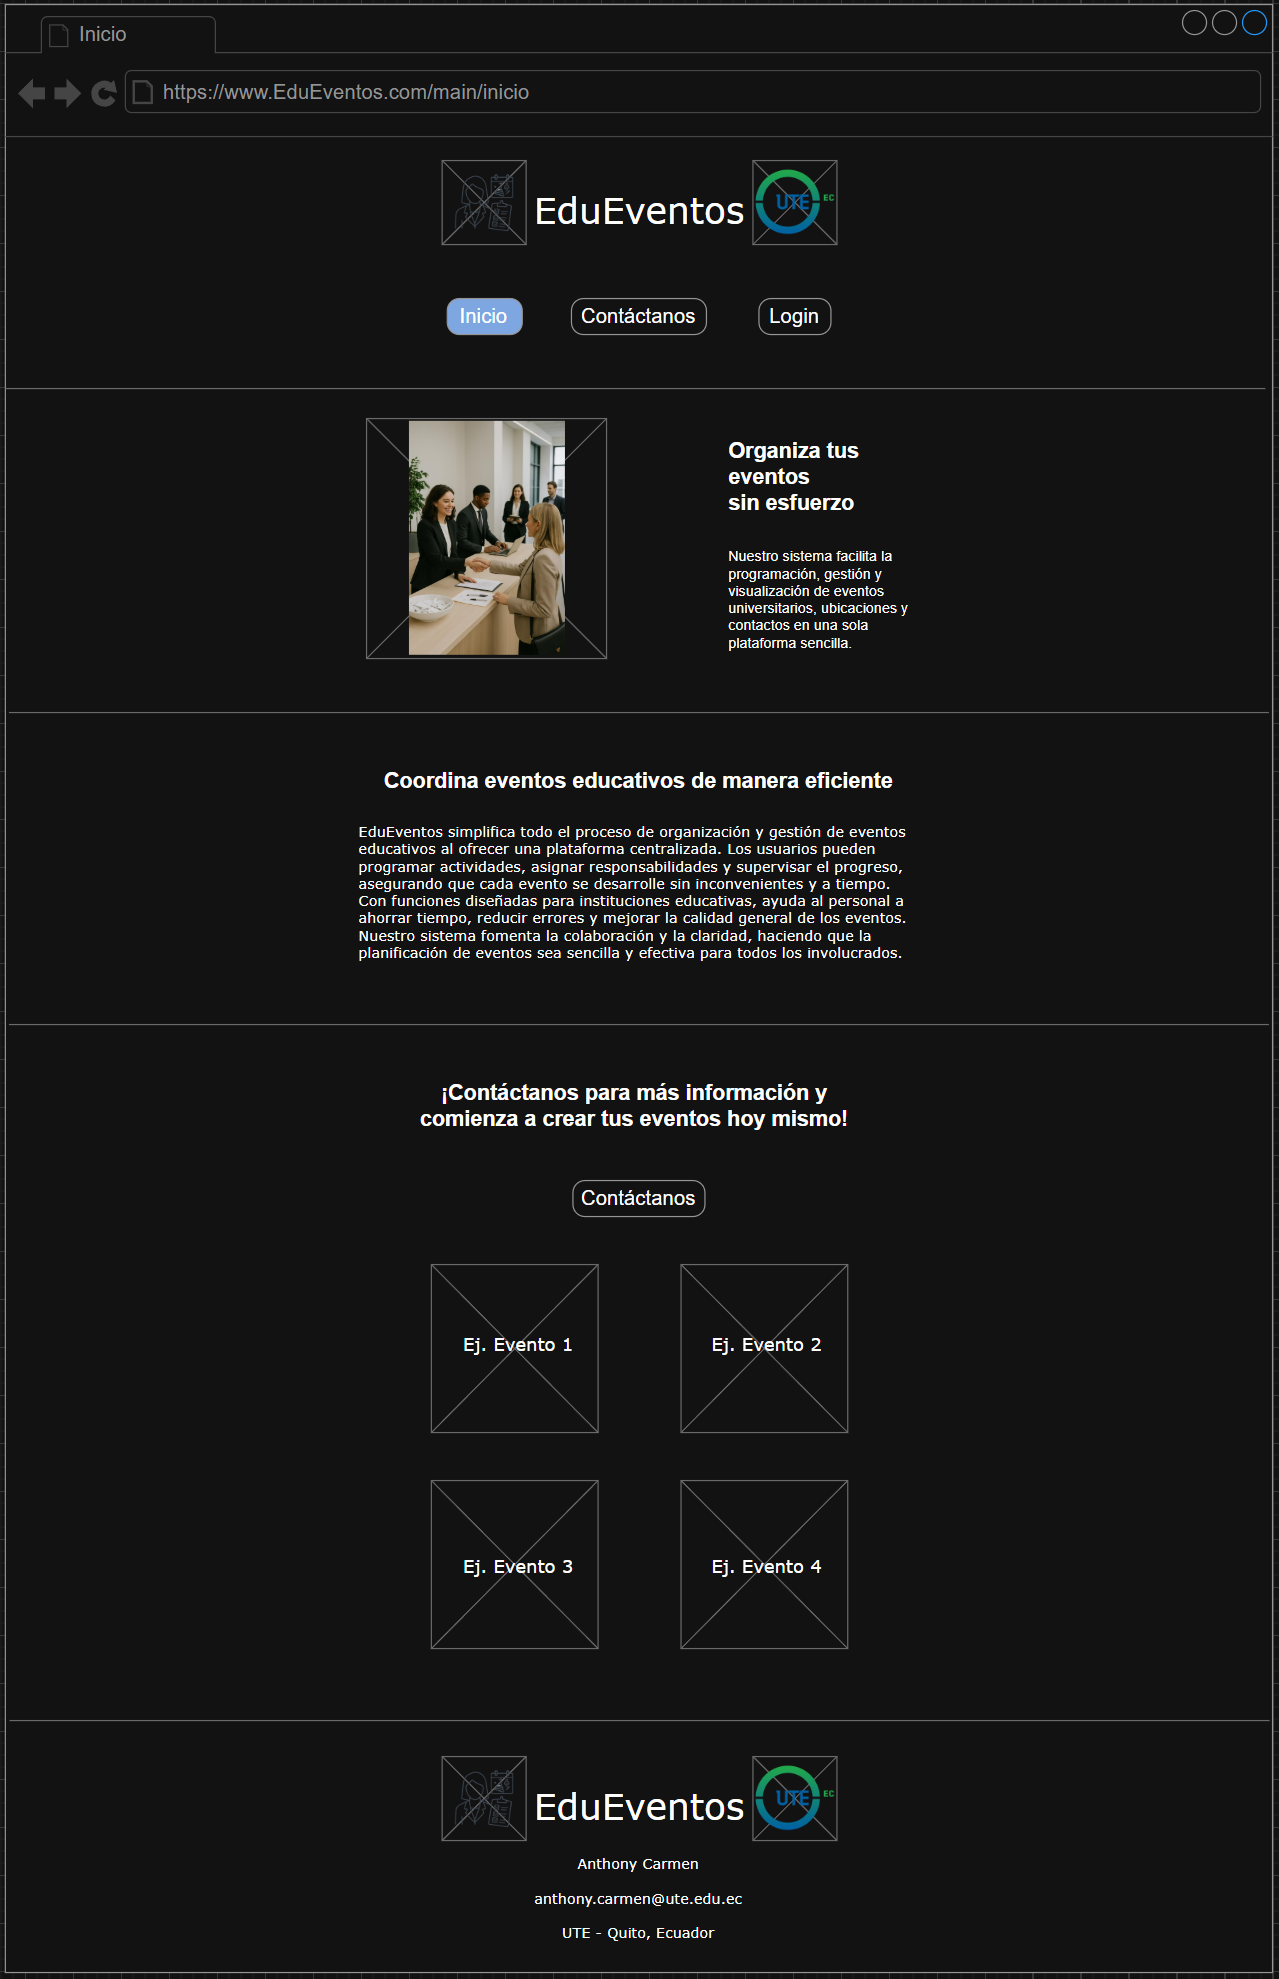 Inicio
https://www.EduEventos.com/main/inicio
EduEventos
UTE EC
Inicio
Contáctanos
Login
Organiza tus
eventos
sin esfuerzo
Nuestro sistema facilita la
programación, gestión y
visualización de eventos
universitarios, ubicaciones y
contactos en una sola
plataforma sencilla.
Coordina eventos educativos de manera eficiente
EduEventos simplifica todo el proceso de organización y gestión de eventos
educativos al ofrecer una plataforma centralizada. Los usuarios pueden
programar actividades, asignar responsabilidades y supervisar el progreso,
asegurando que cada evento se desarrolle sin inconvenientes y a tiempo.
Con funciones diseñadas para instituciones educativas, ayuda al personal a
ahorrar tiempo, reducir errores y mejorar la calidad general de los eventos.
Nuestro sistema fomenta la colaboración y la claridad, haciendo que la
planificación de eventos sea sencilla y efectiva para todos los involucrados.
¡Contáctanos para más información y
comienza a crear tus eventos hoy mismo!
Contáctanos
Ej. Evento 1
Ej. Evento 2
Ej. Evento 3
Ej. Evento 4
EduEventos
UTE EC
Anthony Carmen
anthony.carmen@ute.edu.ec
UTE - Quito, Ecuador